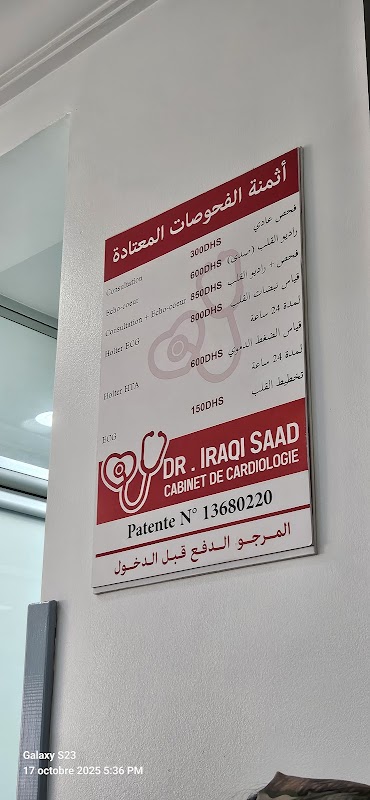 أثمنة الفحوصات المعتادة
Consultation 300DHS فحص عادي
Echo-coeur 600DHS راديو القلب (صدى)
Consultation + Echo-coeur 850DHS فحص + راديو القلب
Holter ECG 800DHS قياس نبضات القلب
لمدة 24 ساعة
Holter HTA 600DHS قياس الضغط الدموي
لمدة 24 ساعة
ECG 150DHS تخطيط القلب
DR . IRAQI SAAD
CABINET DE CARDIOLOGIE
Patente N° 13680220
المرجو الدفع قبل الدخول
Galaxy S23
17 octobre 2025 5:36 PM